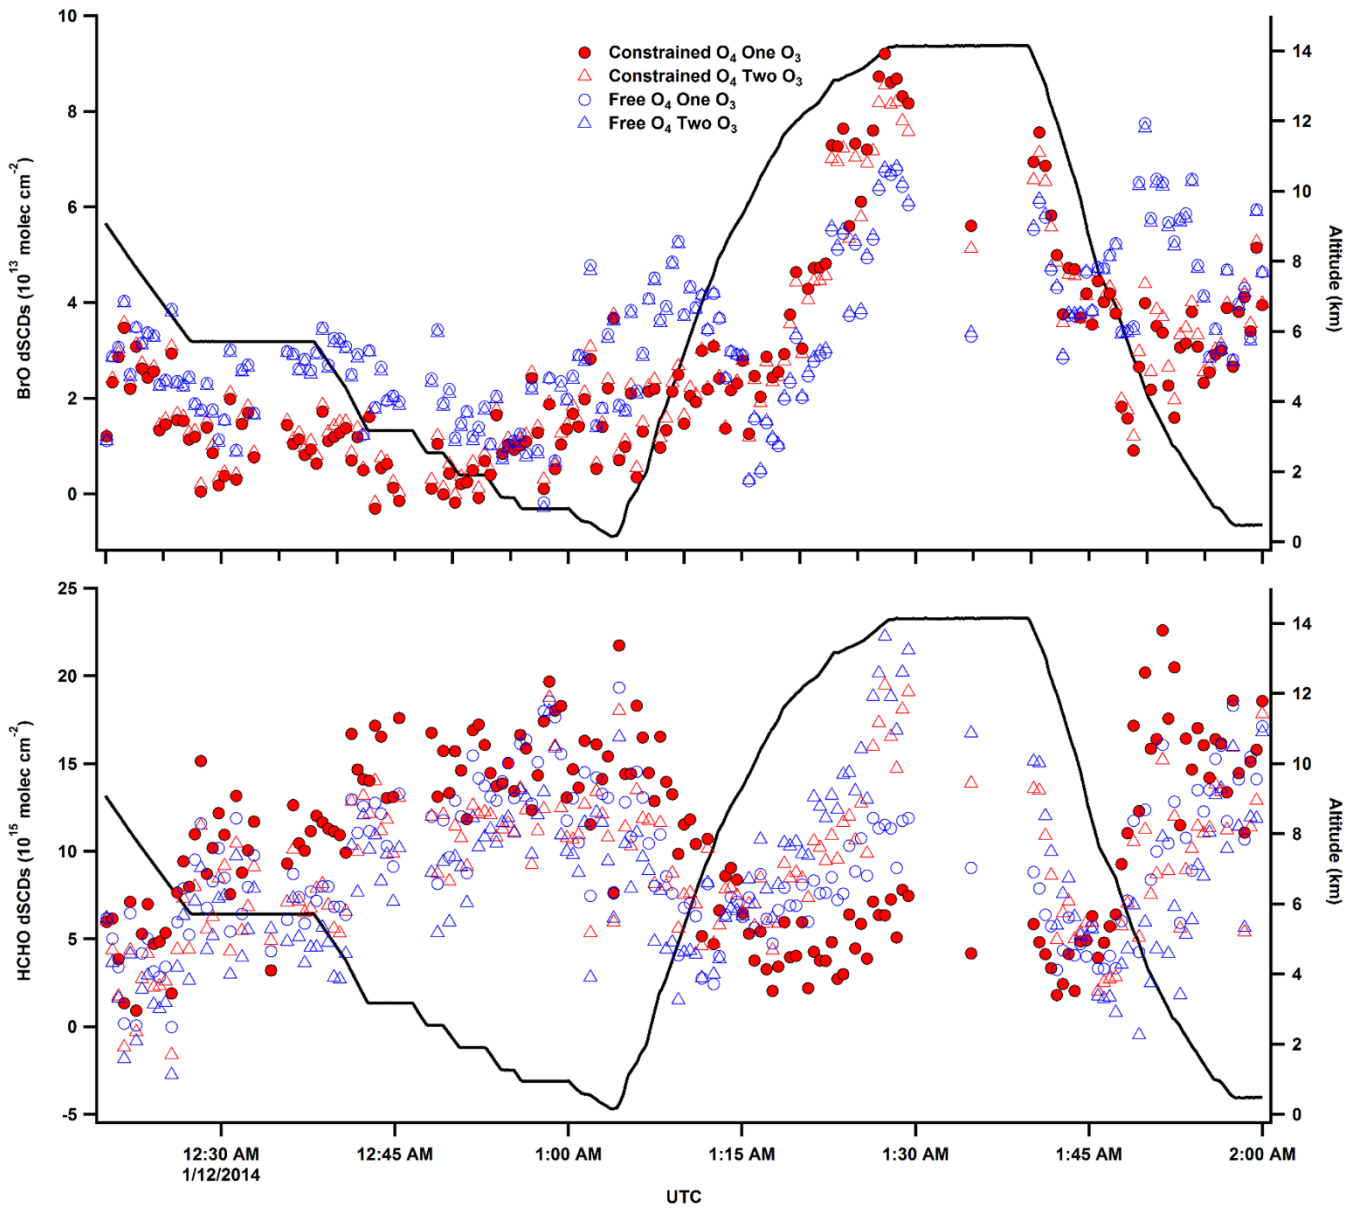 10
8
6
4
2
0
BrO dSCDs (10¹³ molec cm⁻²)
Constrained O₄ One O₃
Constrained O₄ Two O₃
Free O₄ One O₃
Free O₄ Two O₃
14
12
10
8
6
4
2
0
Altitude (km)
25
20
15
10
5
0
-5
HCHO dSCDs (10¹⁵ molec cm⁻²)
14
12
10
8
6
4
2
0
Altitude (km)
12:30 AM
1/12/2014
12:45 AM
1:00 AM
1:15 AM
1:30 AM
1:45 AM
2:00 AM
UTC